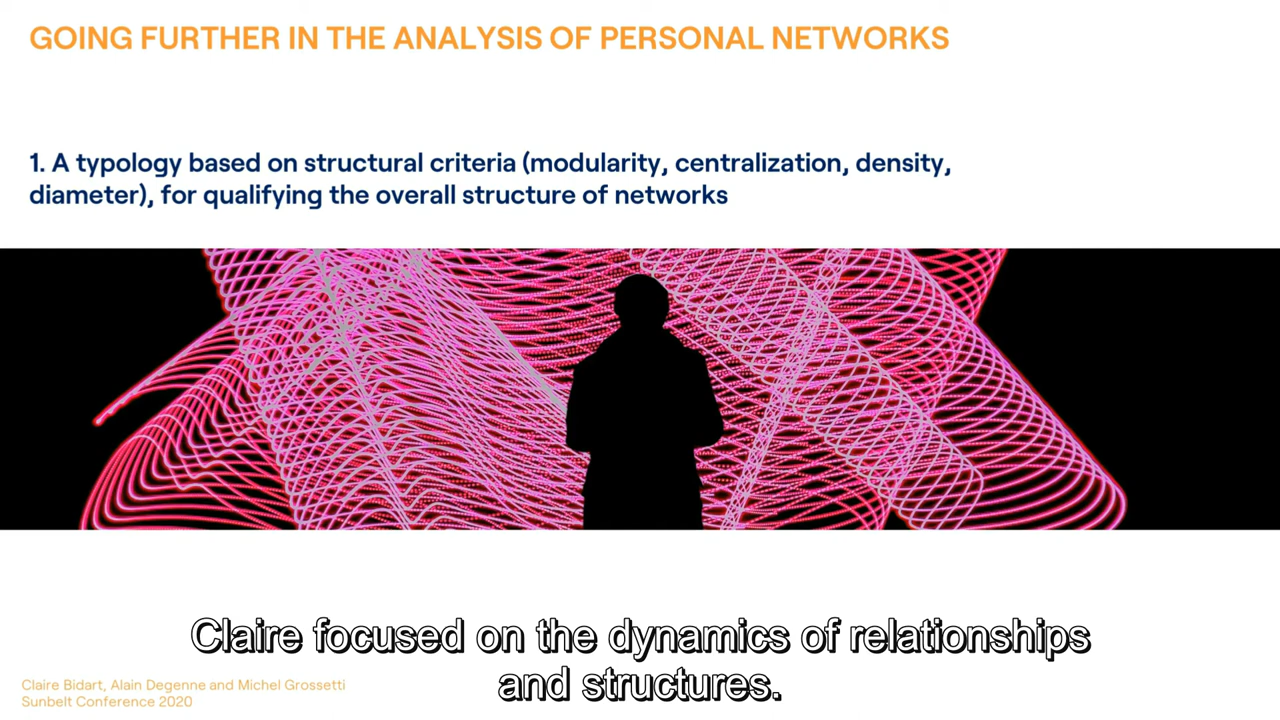 GOING FURTHER IN THE ANALYSIS OF PERSONAL NETWORKS
1. A typology based on structural criteria (modularity, centralization, density,
diameter), for qualifying the overall structure of networks
Claire focused on the dynamics of relationships
and structures.
Claire Bidart, Alain Degenne and Michel Grossetti
Sunbelt Conference 2020